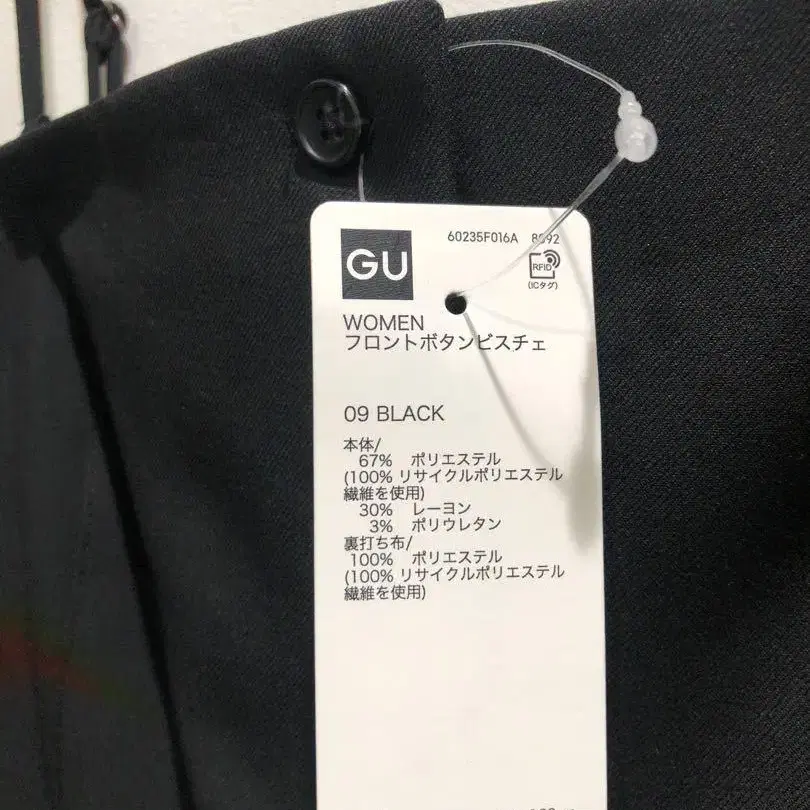 60235F016A
GU
RFID
(ICタグ)
WOMEN
フロントボタンビスチェ
09 BLACK
本体/
67% ポリエステル
(100% リサイクルポリエステル
繊維を使用)
30% レーヨン
3% ポリウレタン
裏打ち布/
100% ポリエステル
(100% リサイクルポリエステル
繊維を使用)